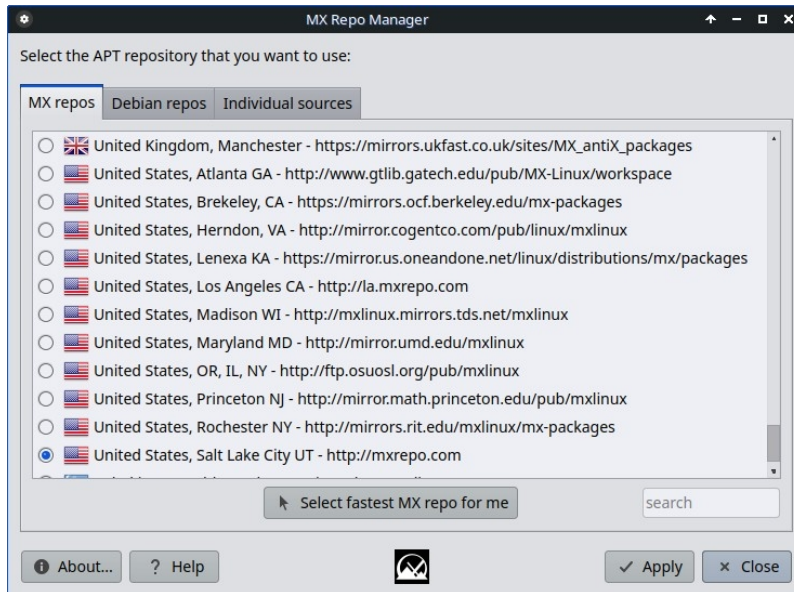 MX Repo Manager
Select the APT repository that you want to use:
MX repos Debian repos Individual sources
United Kingdom, Manchester - https://mirrors.ukfast.co.uk/sites/MX_antiX_packages
United States, Atlanta GA - http://www.gtlib.gatech.edu/pub/MX-Linux/workspace
United States, Brekeley, CA - https://mirrors.ocf.berkeley.edu/mx-packages
United States, Herndon, VA - http://mirror.cogentco.com/pub/linux/mxlinux
United States, Lenexa KA - https://mirror.us.oneandone.net/linux/distributions/mx/packages
United States, Los Angeles CA - http://la.mxrepo.com
United States, Madison WI - http://mxlinux.mirrors.tds.net/mxlinux
United States, Maryland MD - http://mirror.umd.edu/mxlinux
United States, OR, IL, NY - http://ftp.osuosl.org/pub/mxlinux
United States, Princeton NJ - http://mirror.math.princeton.edu/pub/mxlinux
United States, Rochester NY - http://mirrors.rit.edu/mxlinux/mx-packages
United States, Salt Lake City UT - http://mxrepo.com
Select fastest MX repo for me search
About... ? Help Apply Close